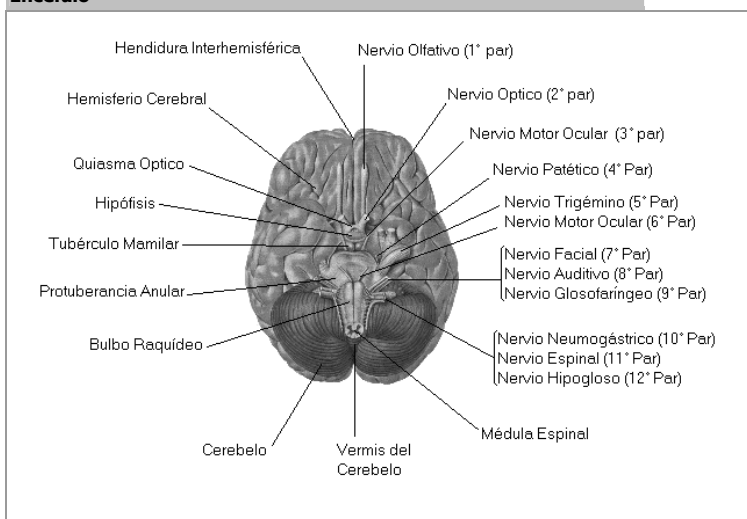 Encéfalo
Hendidura Interhemisférica
Nervio Olfativo (1° par)
Hemisferio Cerebral
Nervio Optico (2° par)
Nervio Motor Ocular (3° par)
Quiasma Optico
Nervio Patético (4° Par)
Hipófisis
Nervio Trigémino (5° Par)
Nervio Motor Ocular (6° Par)
Tubérculo Mamilar
Nervio Facial (7° Par)
Nervio Auditivo (8° Par)
Protuberancia Anular
Nervio Glosofaríngeo (9° Par)
Bulbo Raquídeo
Nervio Neumogástrico (10° Par)
Nervio Espinal (11° Par)
Nervio Hipogloso (12° Par)
Médula Espinal
Cerebelo
Vermis del
Cerebelo